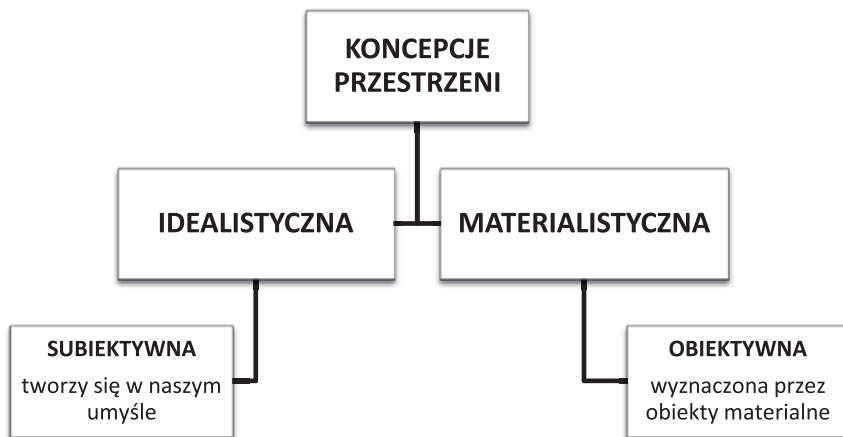 KONCEPCJE
PRZESTRZENI
IDEALISTYCZNA
MATERIALISTYCZNA
SUBIEKTYWNA
tworzy się w naszym
umyśle
OBIEKTYWNA
wyznaczona przez
obiekty materialne